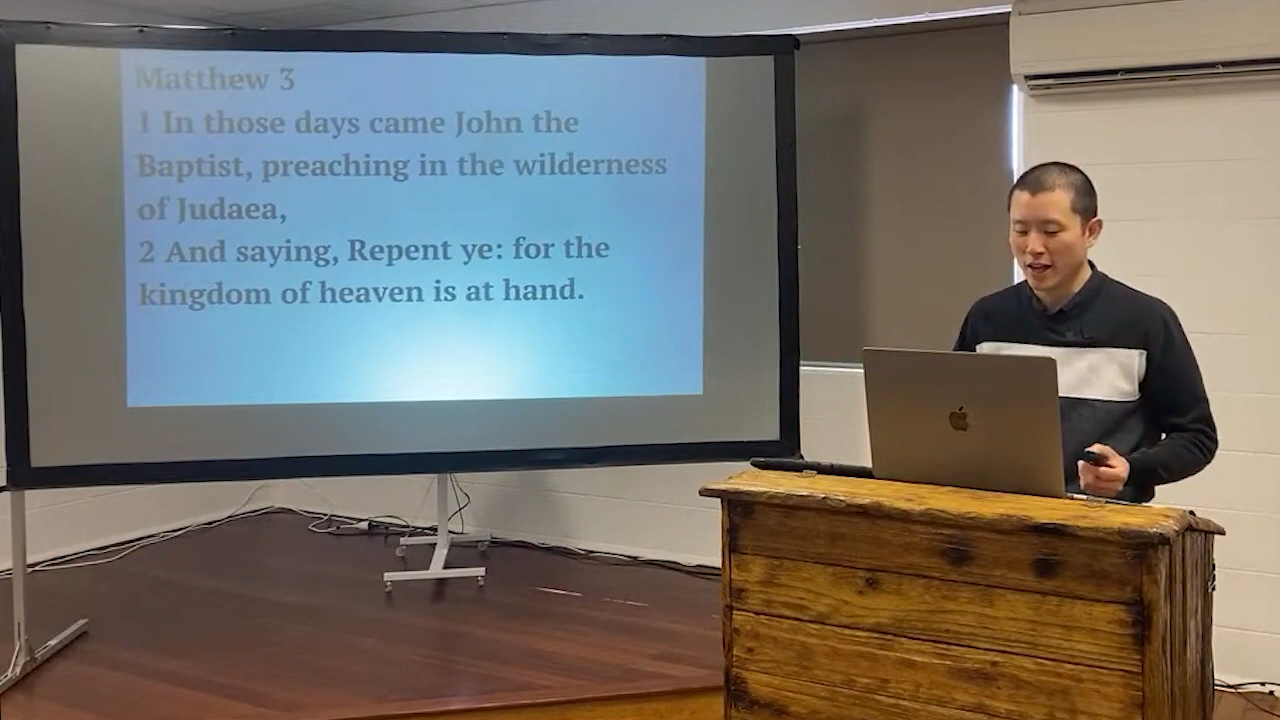 Matthew 3
1 In those days came John the
Baptist, preaching in the wilderness
of Judaea,
2 And saying, Repent ye: for the
kingdom of heaven is at hand.